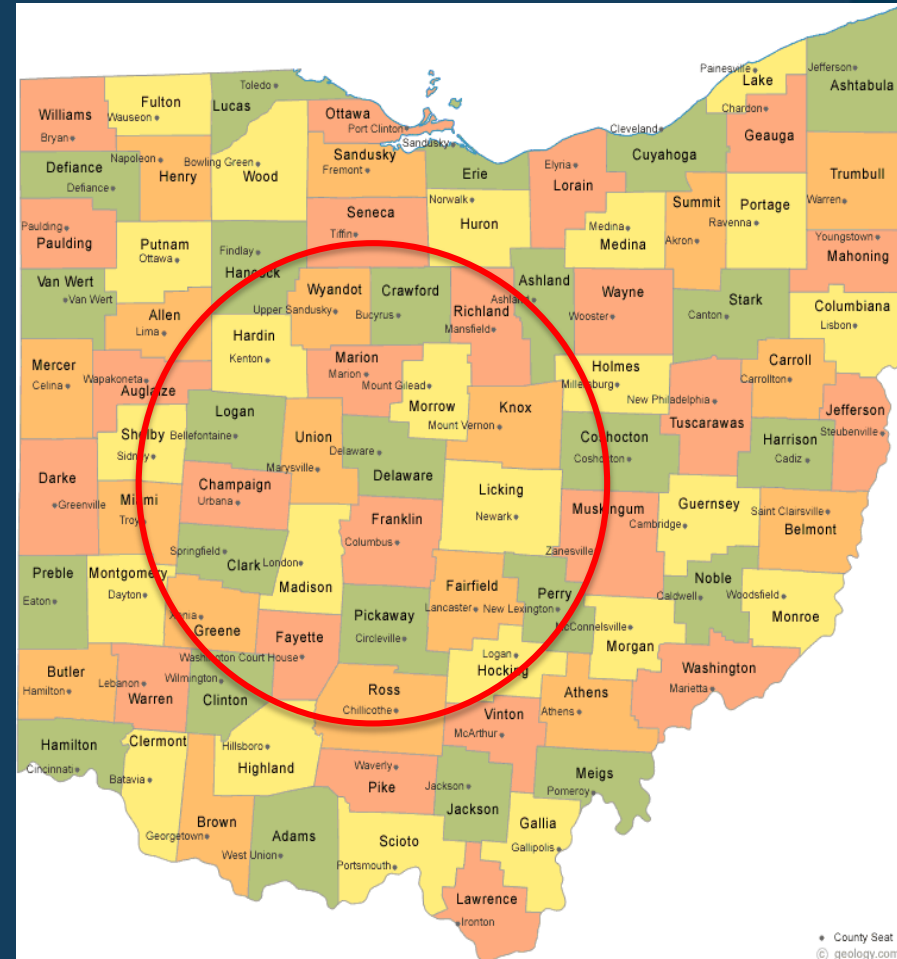 Painesville
Lake
Jefferson
Ashtabula
Toledo
Lucas
Fulton
Wauseon
Williams
Bryan
Ottawa
Port Clinton
Chardon
Geauga
Cleveland
Cuyahoga
Sandusky
Sandusky
Fremont
Defiance
Defiance
Napoleon
Henry
Bowling Green
Wood
Erie
Elyria
Lorain
Trumbull
Warren
Norwalk
Huron
Summit
Akron
Portage
Ravenna
Medina
Medina
Seneca
Tiffin
Paulding
Paulding
Putnam
Ottawa
Findlay
Hancock
Youngstown
Mahoning
Van Wert
Van Wert
Wyandot
Upper Sandusky
Crawford
Bucyrus
Richland
Mansfield
Ashland
Ashland
Wayne
Wooster
Stark
Canton
Columbiana
Lisbon
Allen
Lima
Hardin
Kenton
Marion
Marion
Mount Gilead
Morrow
Holmes
Millersburg
Carroll
Carrollton
Mercer
Celina
Wapakoneta
Auglaize
New Philadelphia
Tuscarawas
Jefferson
Steubenville
Logan
Bellefontaine
Union
Marysville
Knox
Mount Vernon
Shelby
Sidney
Delaware
Delaware
Coshocton
Coshocton
Harrison
Cadiz
Darke
Greenville
Miami
Troy
Champaign
Urbana
Licking
Newark
Muskingum
Zanesville
Guernsey
Cambridge
Saint Clairsville
Belmont
Franklin
Columbus
Springfield
Clark
London
Madison
Preble
Eaton
Montgomery
Dayton
Fairfield
Lancaster
Perry
New Lexington
Noble
Caldwell
Woodsfield
Monroe
Xenia
Greene
Fayette
Washington Court House
Pickaway
Circleville
McConnelsville
Morgan
Logan
Hocking
Washington
Marietta
Butler
Hamilton
Lebanon
Warren
Wilmington
Clinton
Ross
Chillicothe
Athens
Athens
Vinton
McArthur
Hamilton
Cincinnati
Clermont
Batavia
Hillsboro
Highland
Waverly
Pike
Jackson
Jackson
Meigs
Pomeroy
Brown
Georgetown
Adams
West Union
Scioto
Portsmouth
Gallia
Gallipolis
Lawrence
Ironton
County Seat
© geology.com